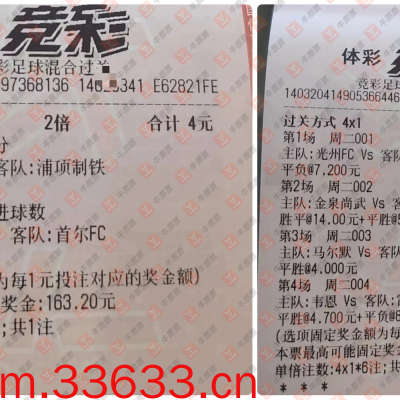 竞彩
彩足球混合过关
97368136 140 5341 E62821FE
2倍 合计 4元
分
客队:浦项制铁
进球数
客队:首尔FC
为每1元投注对应的奖金额)
奖金:163.20元
;共1注
体彩 竞
竞彩足球
140320414905366446
过关方式 4x1
第1场 周二001
主队:光州FC Vs 客
平负@7.200元
第2场 周二002
主队:金泉尚武 Vs 客
胜平@14.00元+平胜@5
第3场 周二003
主队:马尔默 Vs 客队
平胜@4.000元
第4场 周二004
主队:韦恩 Vs 客队
平胜@4.700元+平负@8
(选项固定奖金额为每
本票最高可能固定奖金
单倍注数:4x1*6注;共
* * *
m.33633.cn